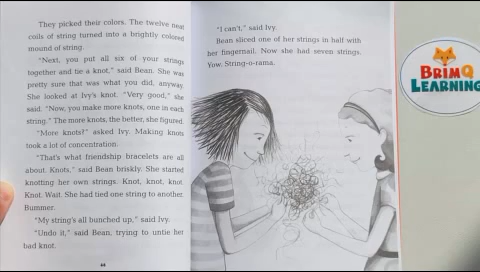 They picked their colors. The twelve neat
coils of string turned into a brightly colored
mound of string.
"Next, you put all six of your strings
together and tie a knot," said Bean. She was
pretty sure that was what you did, anyway.
She looked at Ivy's knot. "Very good," she
said. "Now, you make more knots, one in each
string." The more knots, the better, she figured.
"More knots?" asked Ivy. Making knots
took a lot of concentration.
"That's what friendship bracelets are all
about. Knots," said Bean briskly. She started
knotting her own strings. Knot, knot, knot.
Knot. Wait. She had tied one string to another.
Bummer.
"My string's all bunched up," said Ivy.
"Undo it," said Bean, trying to untie her
bad knot.
44
"I can't," said Ivy.
Bean sliced one of her strings in half with
her fingernail. Now she had seven strings.
Yow. String-o-rama.
BRIMQ
LEARNING